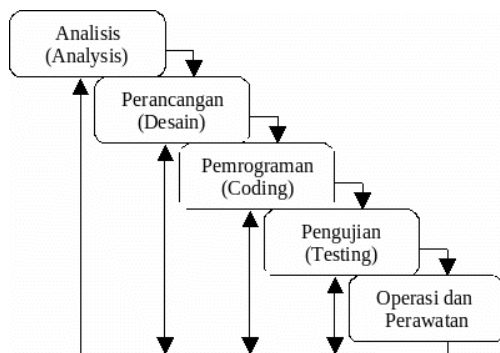 Analisis
(Analysis)
Perancangan
(Desain)
Pemrograman
(Coding)
Pengujian
(Testing)
Operasi dan
Perawatan